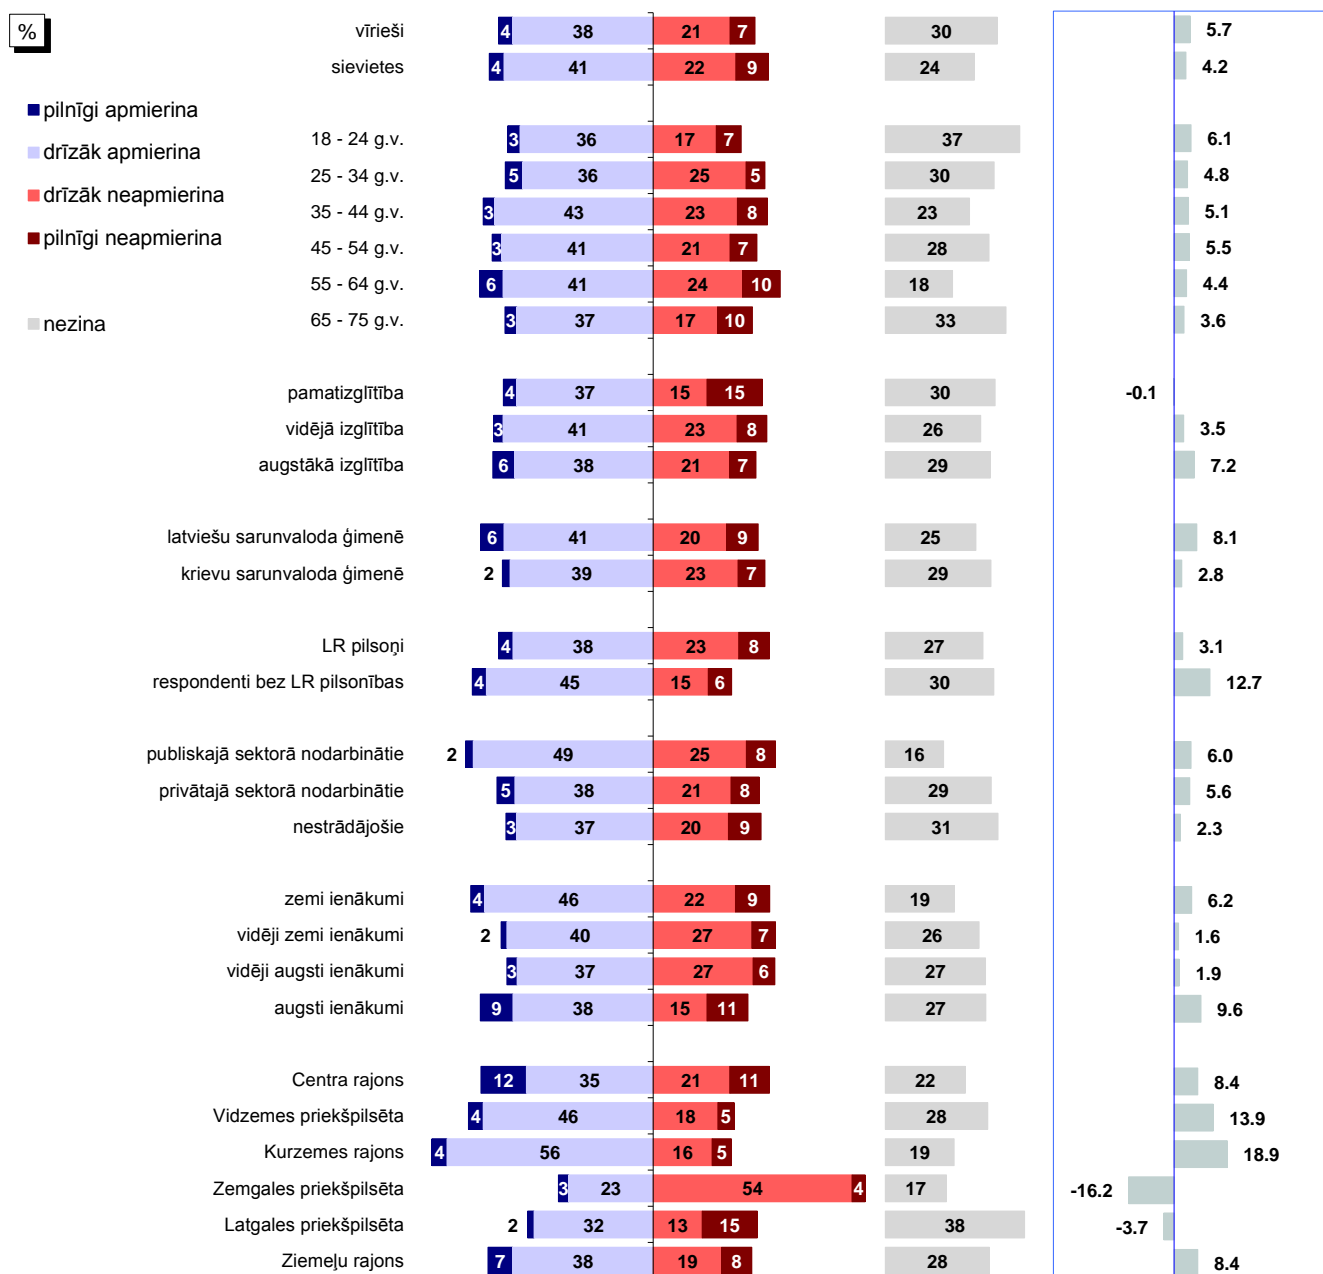 %
pilnīgi apmierina
drīzāk apmierina
drīzāk neapmierina
pilnīgi neapmierina
nezina
vīrieši 4 38 21 7 30 5.7
sievietes 4 41 22 9 24 4.2
18 - 24 g.v. 3 36 17 7 37 6.1
25 - 34 g.v. 5 36 25 5 30 4.8
35 - 44 g.v. 3 43 23 8 23 5.1
45 - 54 g.v. 3 41 21 7 28 5.5
55 - 64 g.v. 6 41 24 10 18 4.4
65 - 75 g.v. 3 37 17 10 33 3.6
pamatizglītība 4 37 15 15 30 -0.1
vidējā izglītība 3 41 23 8 26 3.5
augstākā izglītība 6 38 21 7 29 7.2
latviešu sarunvaloda ģimenē 6 41 20 9 25 8.1
krievu sarunvaloda ģimenē 2 39 23 7 29 2.8
LR pilsoņi 4 38 23 8 27 3.1
respondenti bez LR pilsonības 4 45 15 6 30 12.7
publiskajā sektorā nodarbinātie 2 49 25 8 16 6.0
privātajā sektorā nodarbinātie 5 38 21 8 29 5.6
nestrādājošie 3 37 20 9 31 2.3
zemi ienākumi 4 46 22 9 19 6.2
vidēji zemi ienākumi 2 40 27 7 26 1.6
vidēji augsti ienākumi 3 37 27 6 27 1.9
augsti ienākumi 9 38 15 11 27 9.6
Centra rajons 12 35 21 11 22 8.4
Vidzemes priekšpilsēta 4 46 18 5 28 13.9
Kurzemes rajons 4 56 16 5 19 18.9
Zemgales priekšpilsēta 3 23 54 4 17 -16.2
Latgales priekšpilsēta 2 32 13 15 38 -3.7
Ziemeļu rajons 7 38 19 8 28 8.4